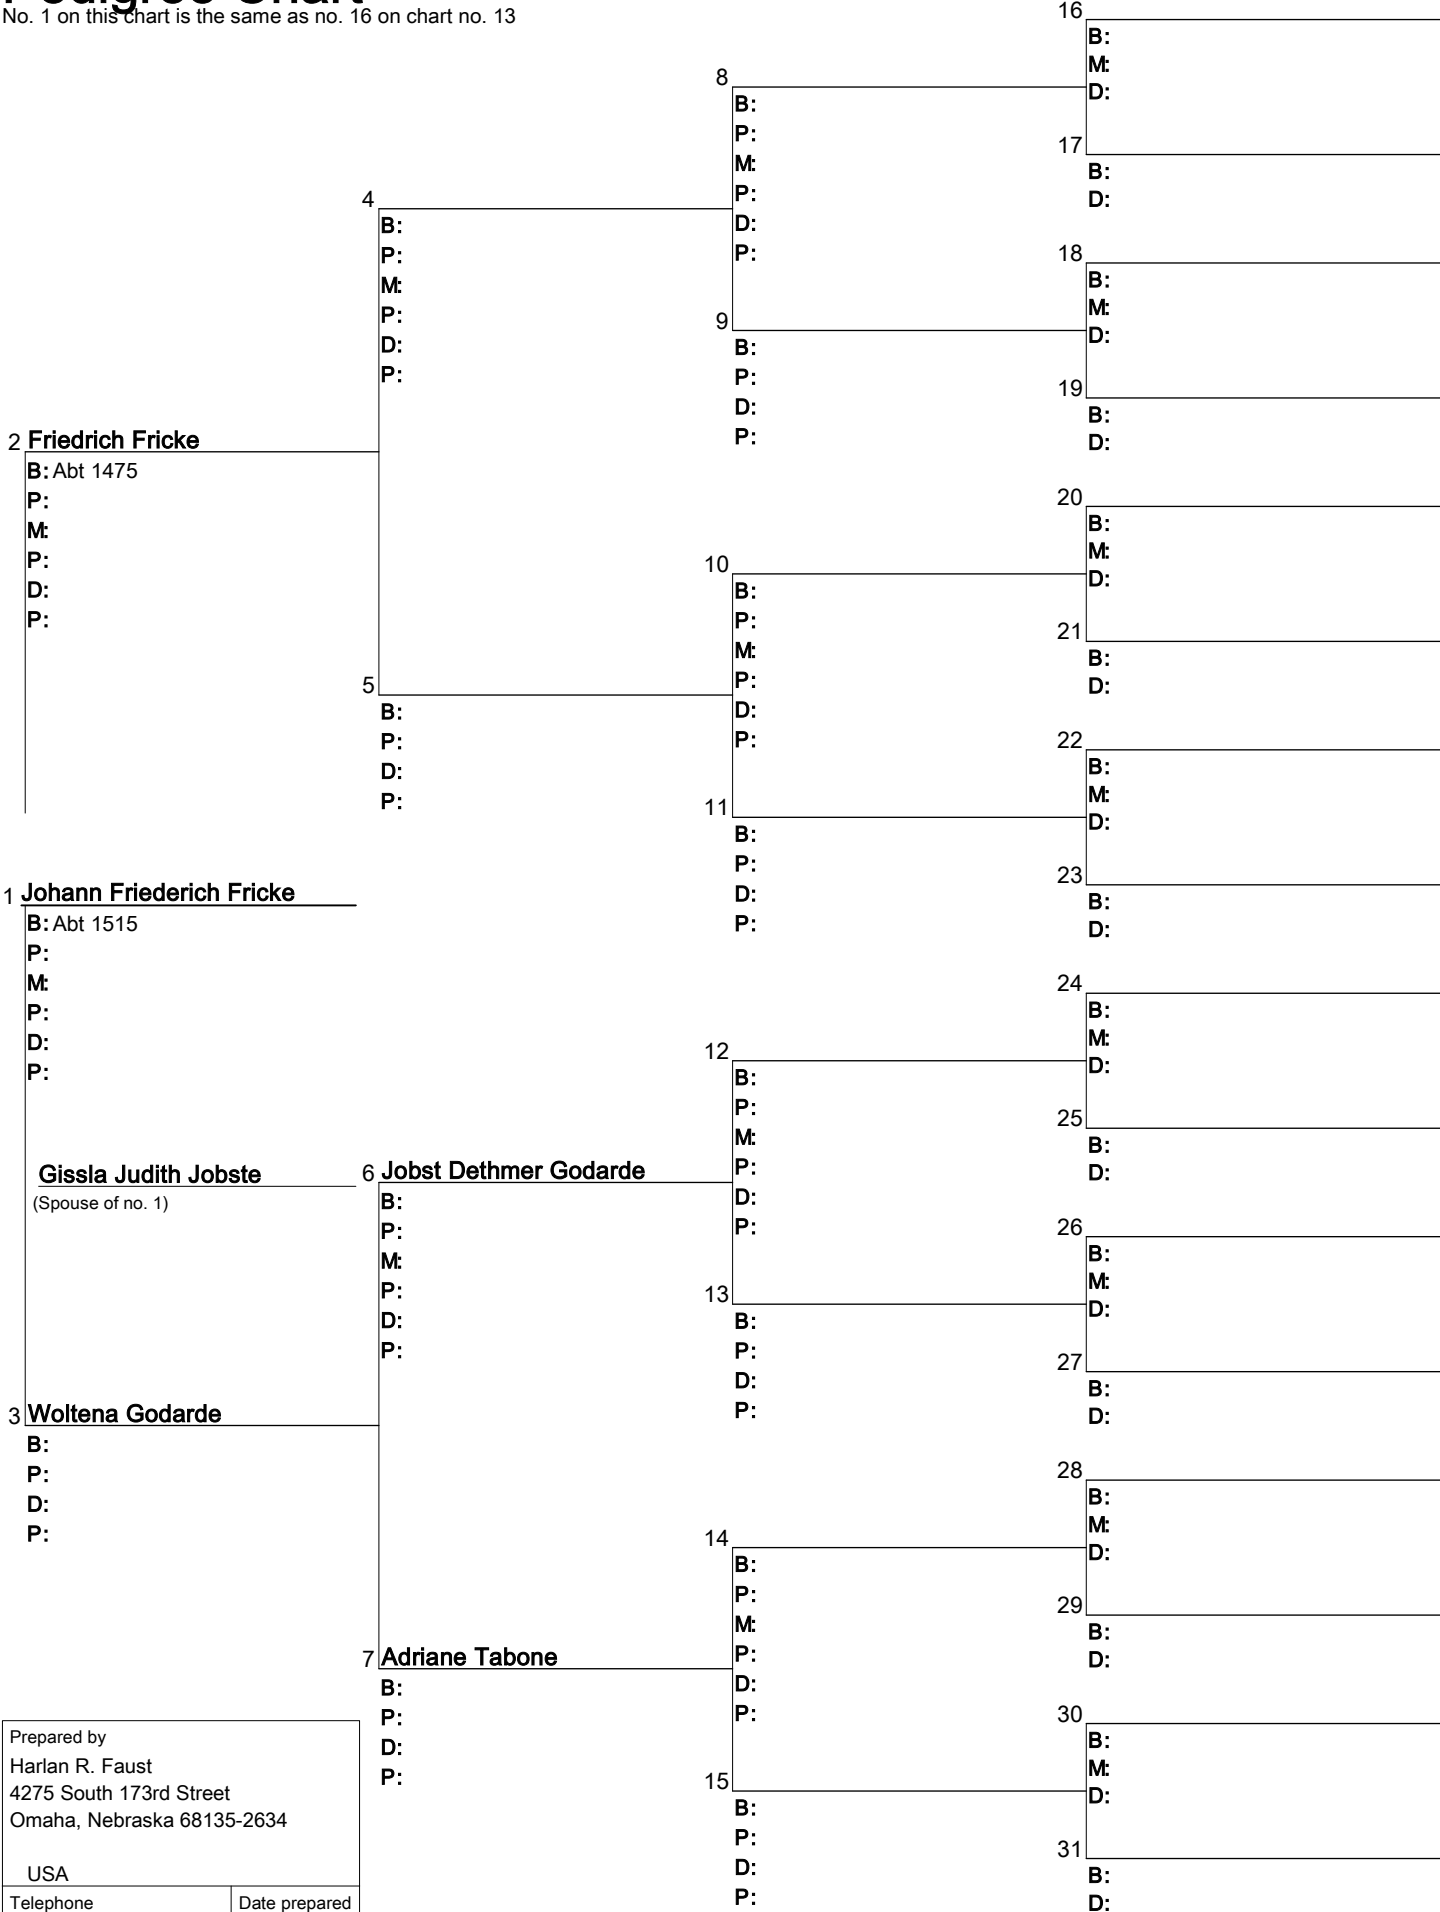 Pedigree Chart
No. 1 on this chart is the same as no. 16 on chart no. 13
2 Friedrich Fricke
B: Abt 1475
P:
M:
P:
D:
P:
1 Johann Friederich Fricke
B: Abt 1515
P:
M:
P:
D:
P:
Gissla Judith Jobste
(Spouse of no. 1)
3 Woltena Godarde
B:
P:
D:
P:
Prepared by
Harlan R. Faust
4275 South 173rd Street
Omaha, Nebraska 68135-2634
USA
Telephone
Date prepared
4
B:
P:
M:
P:
D:
P:
5
B:
P:
D:
P:
6 Jobst Dethmer Godarde
B:
P:
M:
P:
D:
P:
7 Adriane Tabone
B:
P:
D:
P:
8
B:
P:
M:
P:
D:
P:
9
B:
P:
D:
P:
10
B:
P:
M:
P:
D:
P:
11
B:
P:
D:
P:
12
B:
P:
M:
P:
D:
P:
13
B:
P:
D:
P:
14
B:
P:
M:
P:
D:
P:
15
B:
P:
D:
P:
16
B:
M:
D:
17
B:
D:
18
B:
M:
D:
19
B:
D:
20
B:
M:
D:
21
B:
D:
22
B:
M:
D:
23
B:
D:
24
B:
M:
D:
25
B:
D:
26
B:
M:
D:
27
B:
D:
28
B:
M:
D:
29
B:
D:
30
B:
M:
D:
31
B:
D: